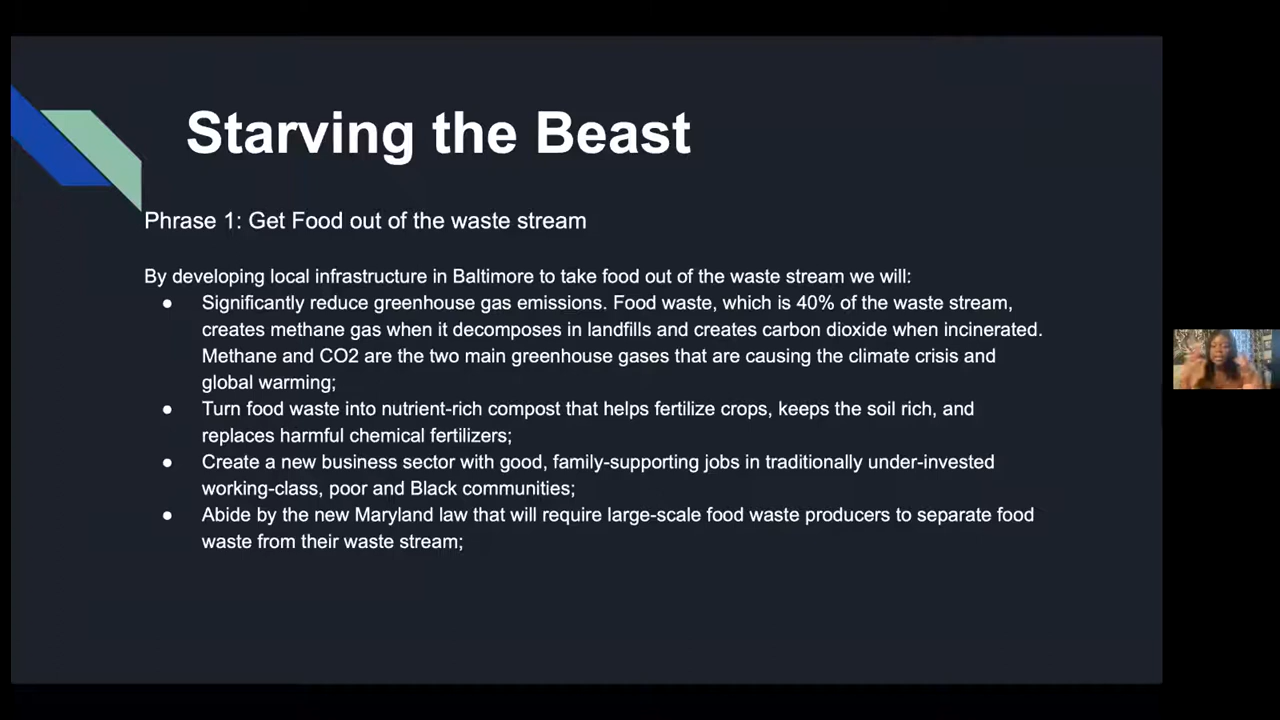 Starving the Beast
Phrase 1: Get Food out of the waste stream
By developing local infrastructure in Baltimore to take food out of the waste stream we will:
● Significantly reduce greenhouse gas emissions. Food waste, which is 40% of the waste stream,
creates methane gas when it decomposes in landfills and creates carbon dioxide when incinerated.
Methane and CO2 are the two main greenhouse gases that are causing the climate crisis and
global warming;
● Turn food waste into nutrient-rich compost that helps fertilize crops, keeps the soil rich, and
replaces harmful chemical fertilizers;
● Create a new business sector with good, family-supporting jobs in traditionally under-invested
working-class, poor and Black communities;
● Abide by the new Maryland law that will require large-scale food waste producers to separate food
waste from their waste stream;